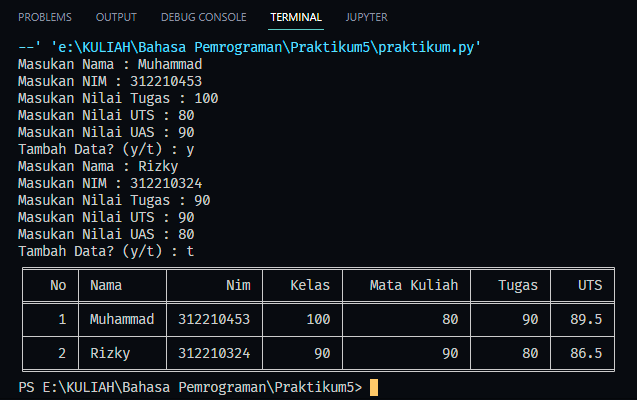 PROBLEMS OUTPUT DEBUG CONSOLE TERMINAL JUPYTER
--' 'e:\KULIAH\Bahasa Pemrograman\Praktikum5\praktikum.py'
Masukan Nama : Muhammad
Masukan NIM : 312210453
Masukan Nilai Tugas : 100
Masukan Nilai UTS : 80
Masukan Nilai UAS : 90
Tambah Data? (y/t) : y
Masukan Nama : Rizky
Masukan NIM : 312210324
Masukan Nilai Tugas : 90
Masukan Nilai UTS : 90
Masukan Nilai UAS : 80
Tambah Data? (y/t) : t
No Nama Nim Kelas Mata Kuliah Tugas UTS
1 Muhammad 312210453 100 80 90 89.5
2 Rizky 312210324 90 90 80 86.5
PS E:\KULIAH\Bahasa Pemrograman\Praktikum5>